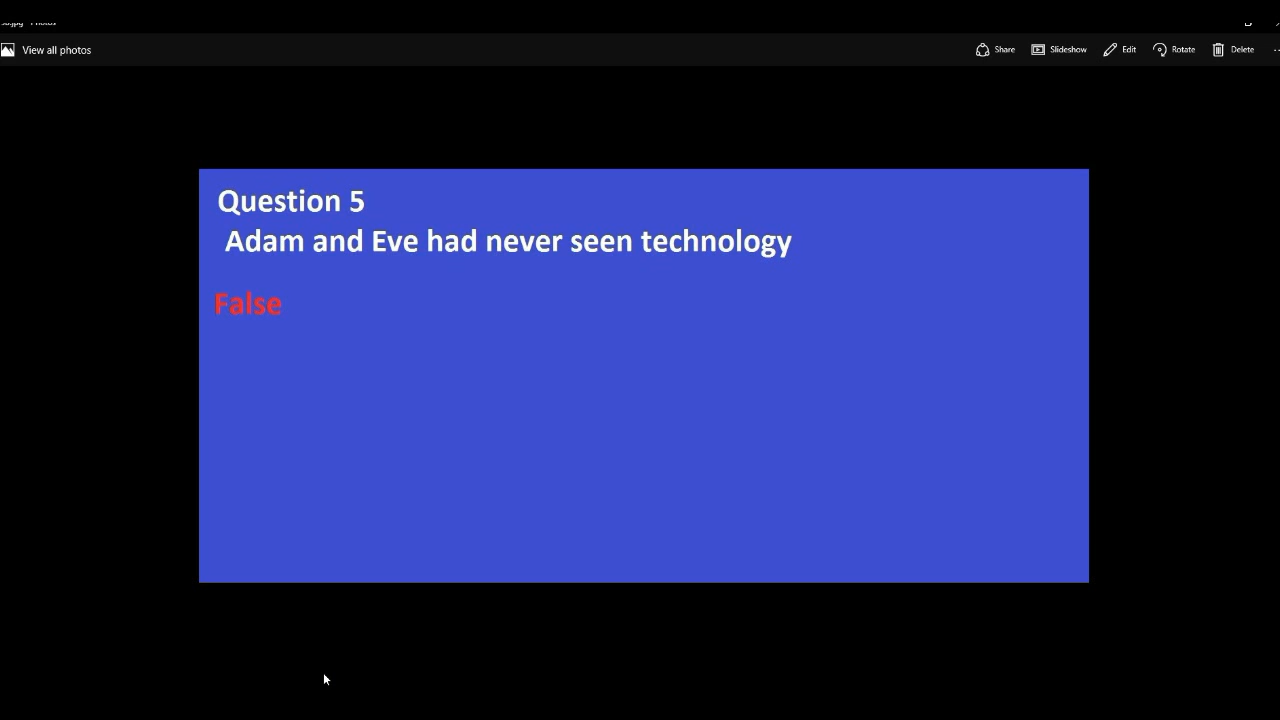 View all photos
Share
Slideshow
Edit
Rotate
Delete
Question 5
Adam and Eve had never seen technology
False